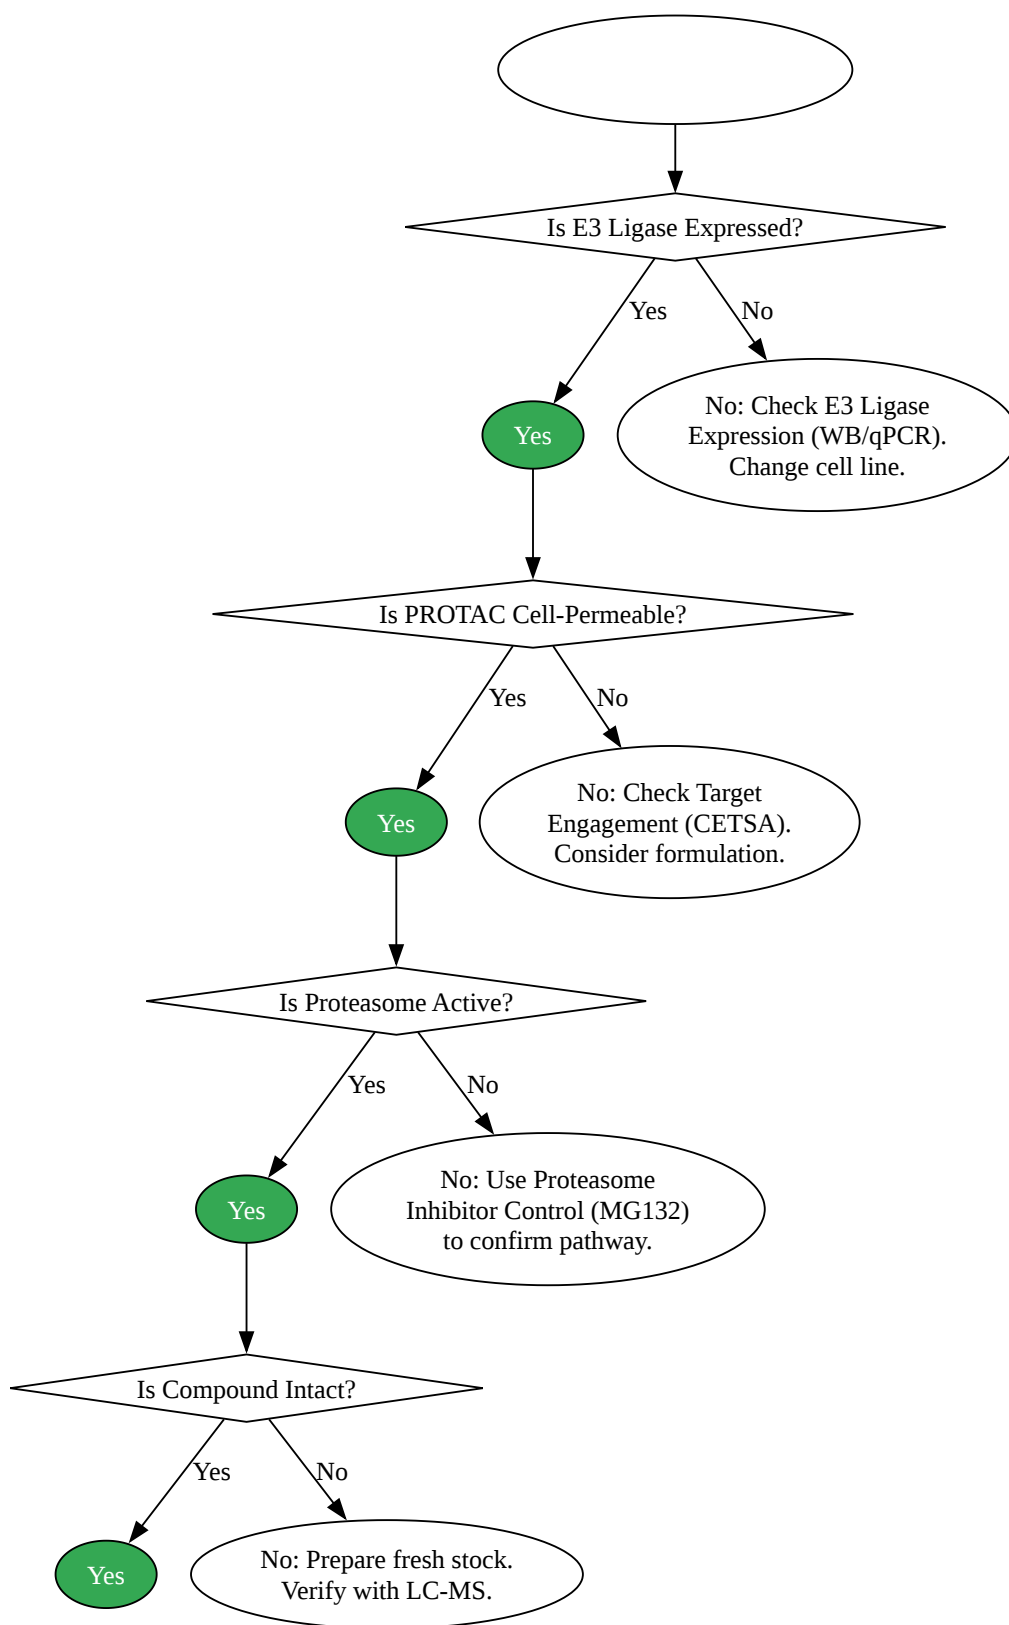 Is E3 Ligase Expressed?
Yes
No
Yes
No: Check E3 Ligase
Expression (WB/qPCR).
Change cell line.
Is PROTAC Cell-Permeable?
Yes
No
Yes
No: Check Target
Engagement (CETSA).
Consider formulation.
Is Proteasome Active?
Yes
No
Yes
No: Use Proteasome
Inhibitor Control (MG132)
to confirm pathway.
Is Compound Intact?
Yes
No
Yes
No: Prepare fresh stock.
Verify with LC-MS.